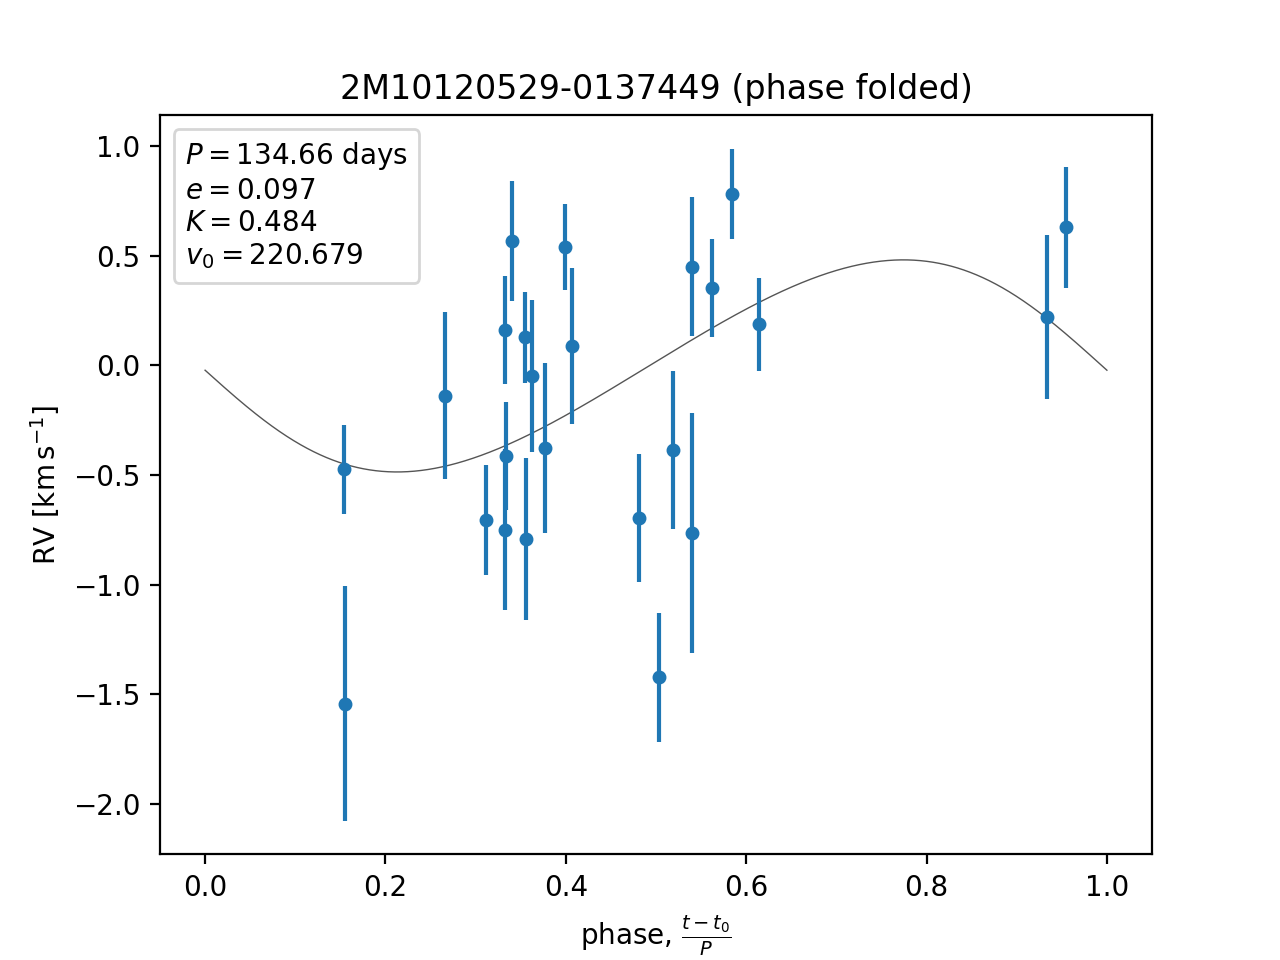 2M10120529-0137449 (phase folded)
P = 134.66 days
e = 0.097
K = 0.484
v₀ = 220.679
1.0
0.5
0.0
−0.5
−1.0
−1.5
−2.0
RV [km s⁻¹]
0.0 0.2 0.4 0.6 0.8 1.0
phase, (t − t₀)/P